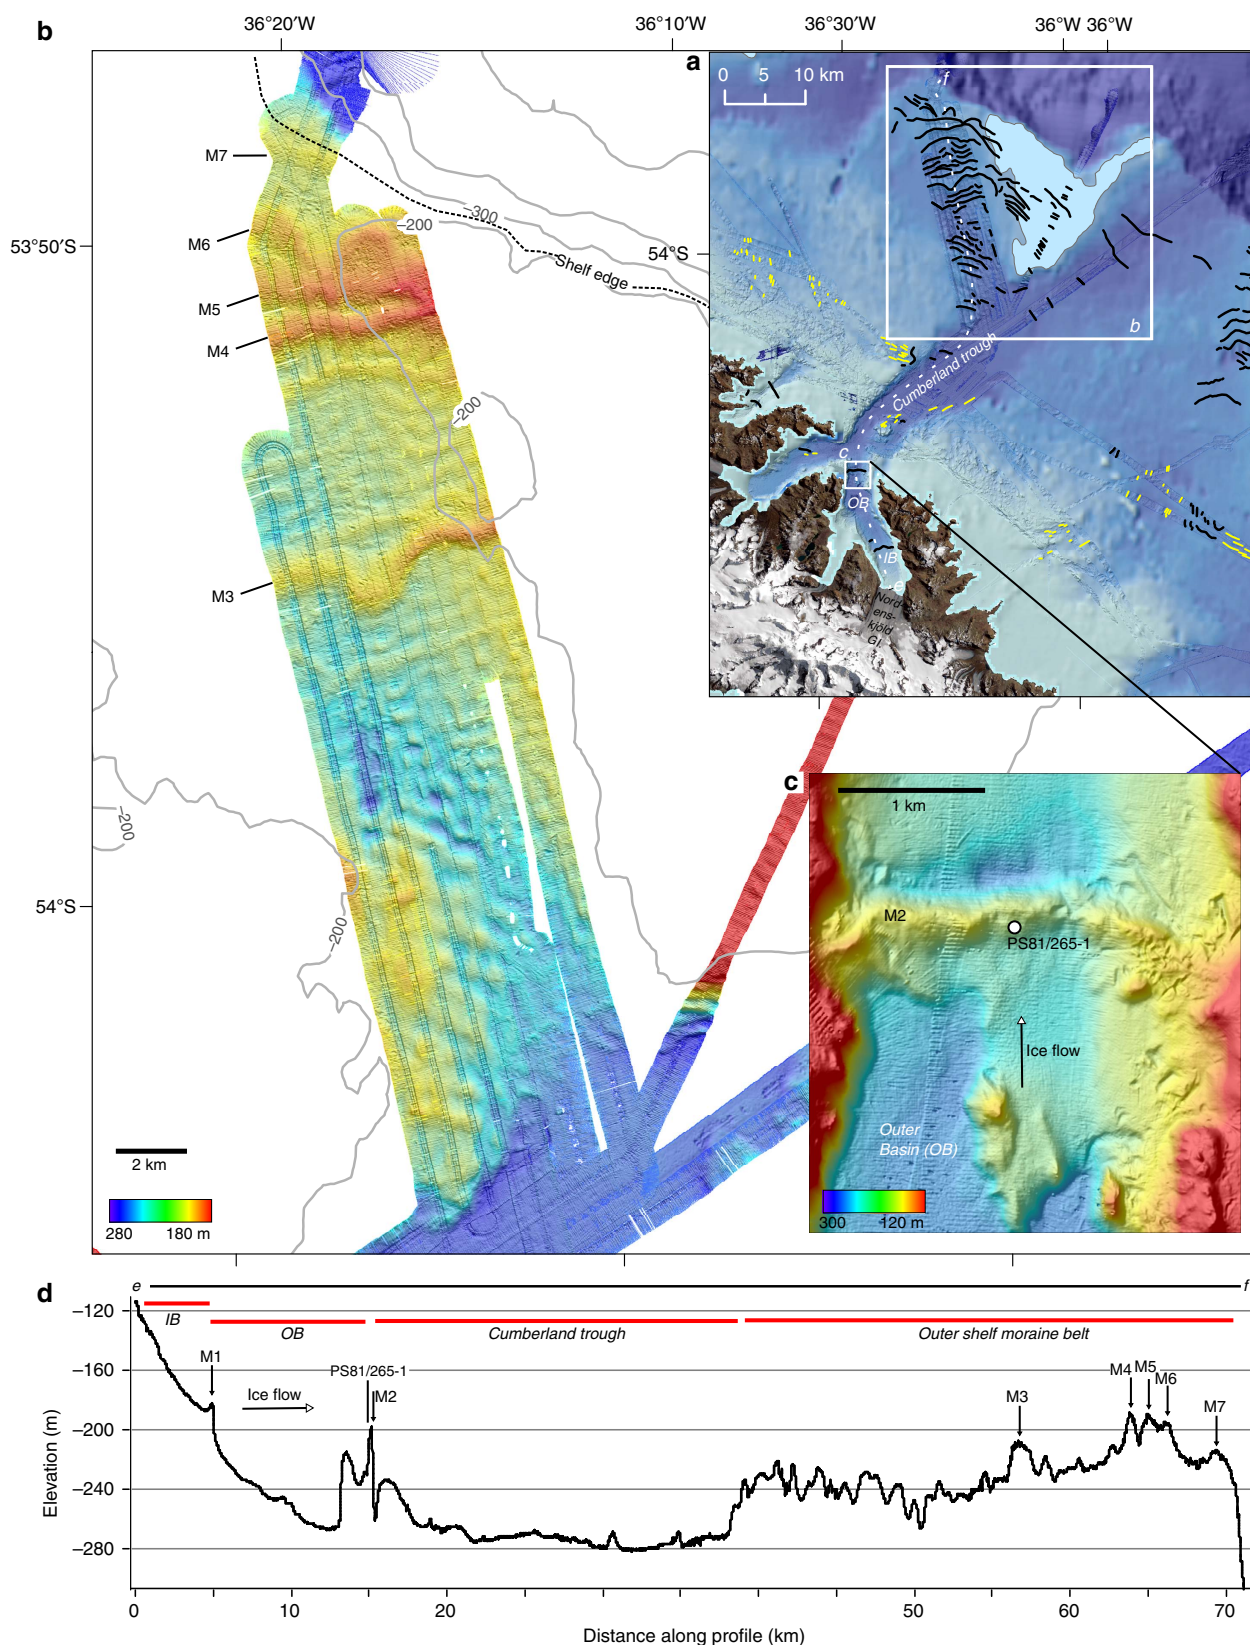 b
36°20'W
36°10'W
36°30'W
36°W 36°W
a
0 5 10 km
f
M7
–300
–200
M6
53°50'S
54°S
Shelf edge
M5
M4
b
Cumberland trough
–200
c
OB
M3
IB
e
Nord-
ens-
kjöld
Gl
c
1 km
–200
M2
PS81/265-1
54°S
–200
Ice flow
Outer
Basin (OB)
2 km
280 180 m
300 120 m
d
e f
–120
IB
OB
Cumberland trough
Outer shelf moraine belt
–160
M1
PS81/265-1
M2
Ice flow
M3
M4 M5
M6
M7
–200
–240
–280
Elevation (m)
0 10 20 50 60 70
Distance along profile (km)